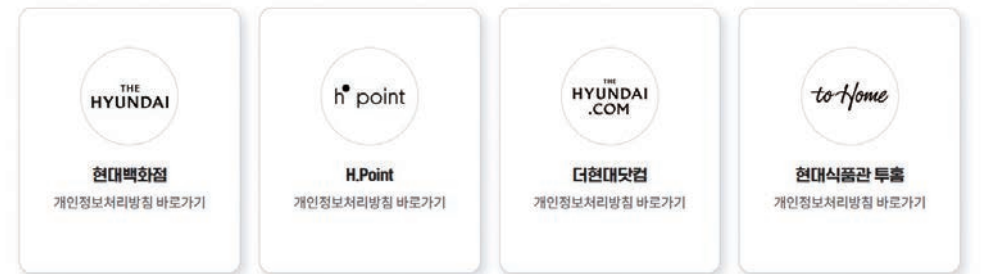 THE
HYUNDAI
현대백화점
개인정보처리방침 바로가기
h point
H.Point
개인정보처리방침 바로가기
THE
HYUNDAI
.COM
더현대닷컴
개인정보처리방침 바로가기
to Home
현대식품관 투홈
개인정보처리방침 바로가기